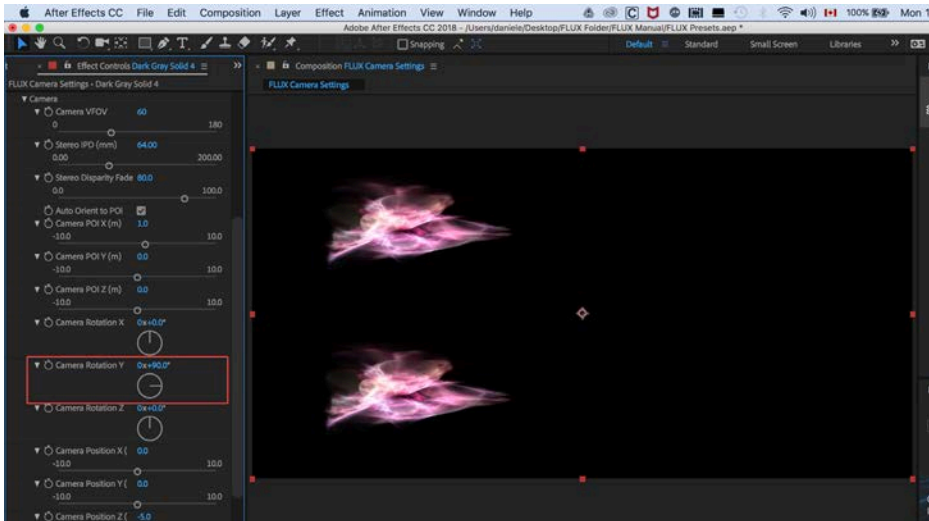 After Effects CC File Edit Composition Layer Effect Animation View Window Help 100% Mon 1
Adobe After Effects CC 2018 - /Users/daniele/Desktop/FLUX Folder/FLUX Manual/FLUX Presets.aep *
Snapping Default Standard Small Screen Libraries
Effect Controls Dark Gray Solid 4 Composition FLUX Camera Settings
FLUX Camera Settings • Dark Gray Solid 4 FLUX Camera Settings
Camera
Camera VFOV 60
0 180
Stereo IPD (mm) 64.00
0.00 200.00
Stereo Disparity Fade 80.0
0.0 100.0
Auto Orient to POI
Camera POI X (m) 1.0
-10.0 10.0
Camera POI Y (m) 0.0
-10.0 10.0
Camera POI Z (m) 0.0
-10.0 10.0
Camera Rotation X 0x+0.0°
Camera Rotation Y 0x+90.0°
Camera Rotation Z 0x+0.0°
Camera Position X ( 0.0
-10.0 10.0
Camera Position Y ( 0.0
-10.0 10.0
Camera Position Z ( -5.0